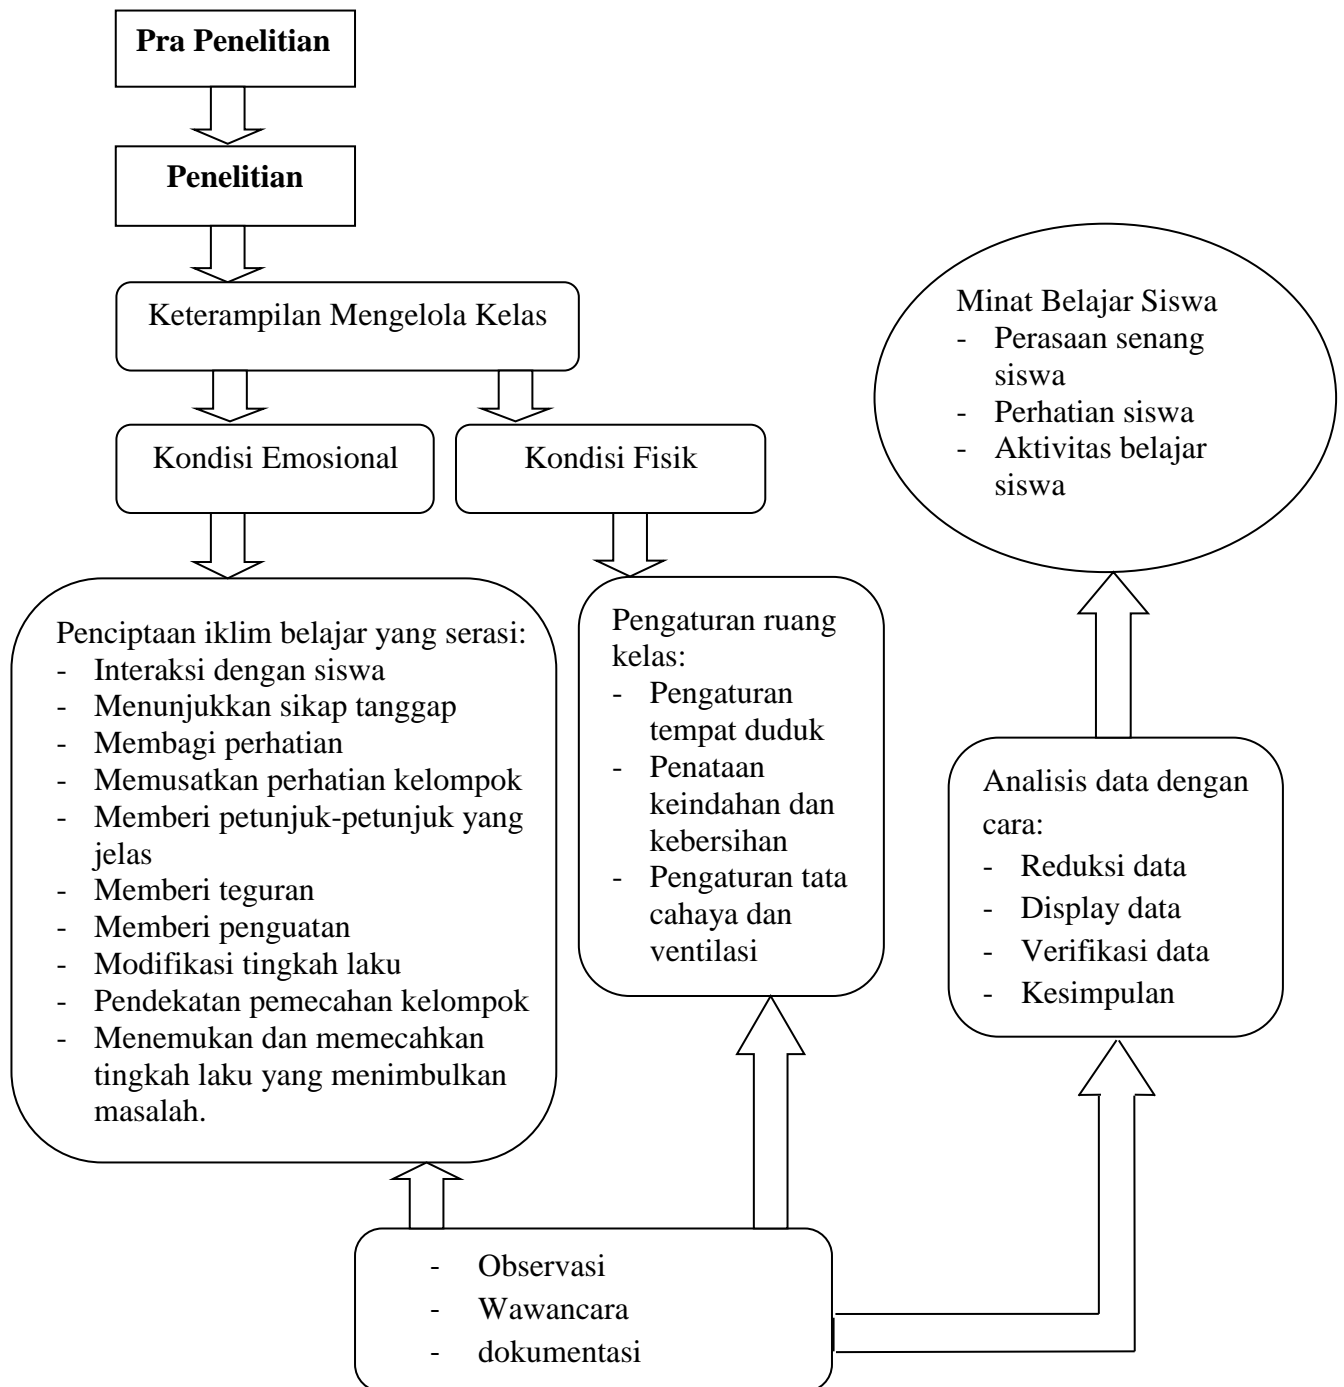 Pra Penelitian
Penelitian
Keterampilan Mengelola Kelas
Kondisi Emosional
Kondisi Fisik
Penciptaan iklim belajar yang serasi:
- Interaksi dengan siswa
- Menunjukkan sikap tanggap
- Membagi perhatian
- Memusatkan perhatian kelompok
- Memberi petunjuk-petunjuk yang
jelas
- Memberi teguran
- Memberi penguatan
- Modifikasi tingkah laku
- Pendekatan pemecahan kelompok
- Menemukan dan memecahkan
tingkah laku yang menimbulkan
masalah.
Pengaturan ruang
kelas:
- Pengaturan
tempat duduk
- Penataan
keindahan dan
kebersihan
- Pengaturan tata
cahaya dan
ventilasi
- Observasi
- Wawancara
- dokumentasi
Analisis data dengan
cara:
- Reduksi data
- Display data
- Verifikasi data
- Kesimpulan
Minat Belajar Siswa
- Perasaan senang
siswa
- Perhatian siswa
- Aktivitas belajar
siswa